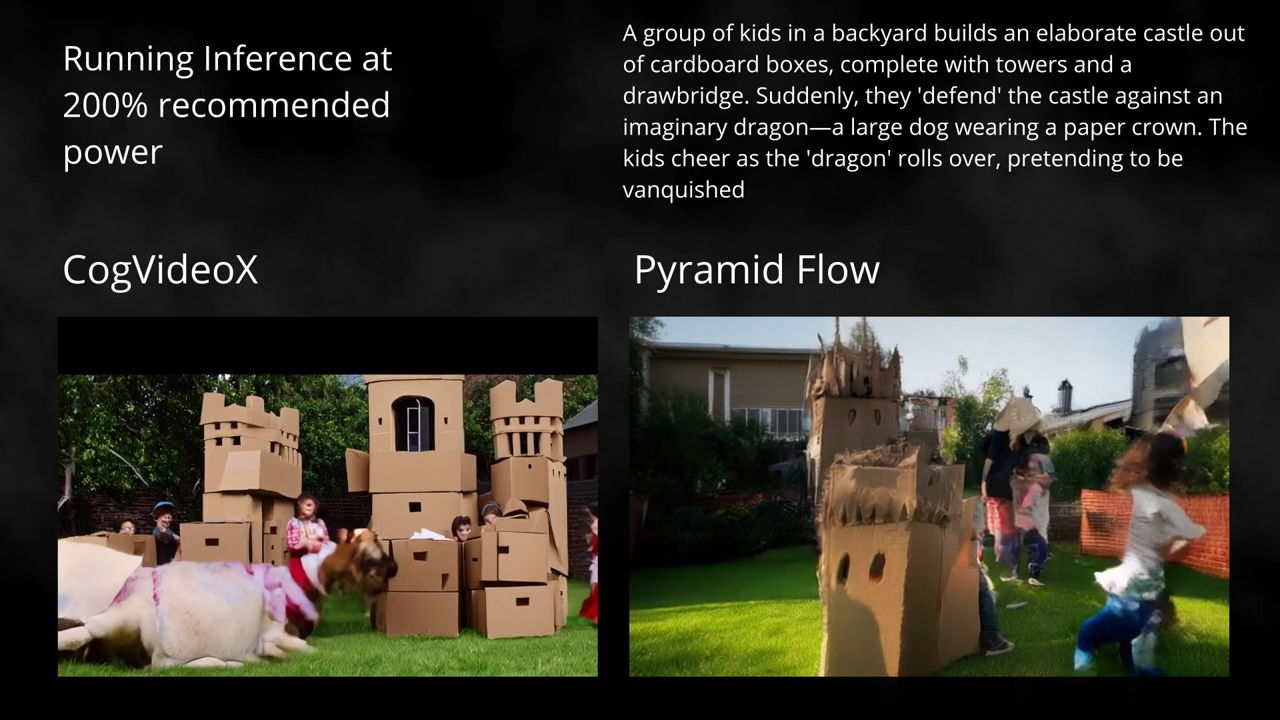 Running Inference at
200% recommended
power
A group of kids in a backyard builds an elaborate castle out
of cardboard boxes, complete with towers and a
drawbridge. Suddenly, they 'defend' the castle against an
imaginary dragon—a large dog wearing a paper crown. The
kids cheer as the 'dragon' rolls over, pretending to be
vanquished
CogVideoX
Pyramid Flow